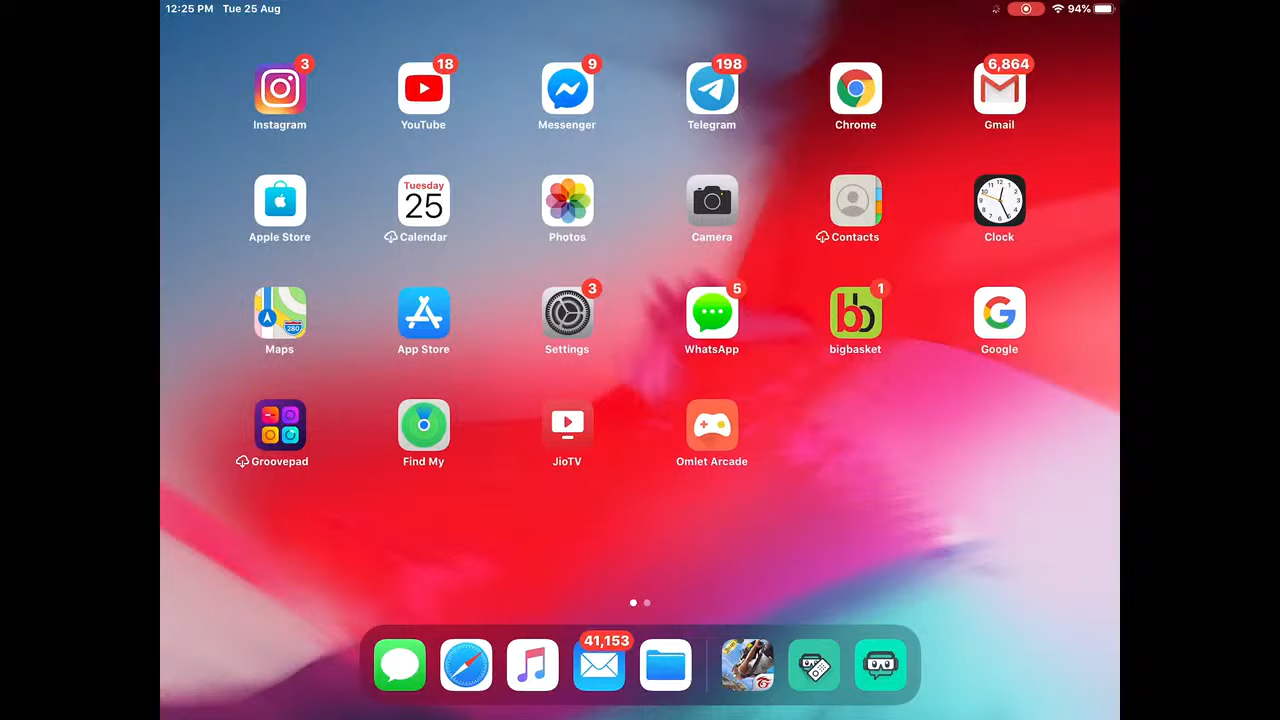 12:25 PM Tue 25 Aug 94%
3 18 9 198 6,864
Instagram YouTube Messenger Telegram Chrome Gmail
Tuesday
25
Apple Store Calendar Photos Camera Contacts Clock
280 3 5 bb 1 G
Maps App Store Settings WhatsApp bigbasket Google
Groovepad Find My JioTV Omlet Arcade
41,153